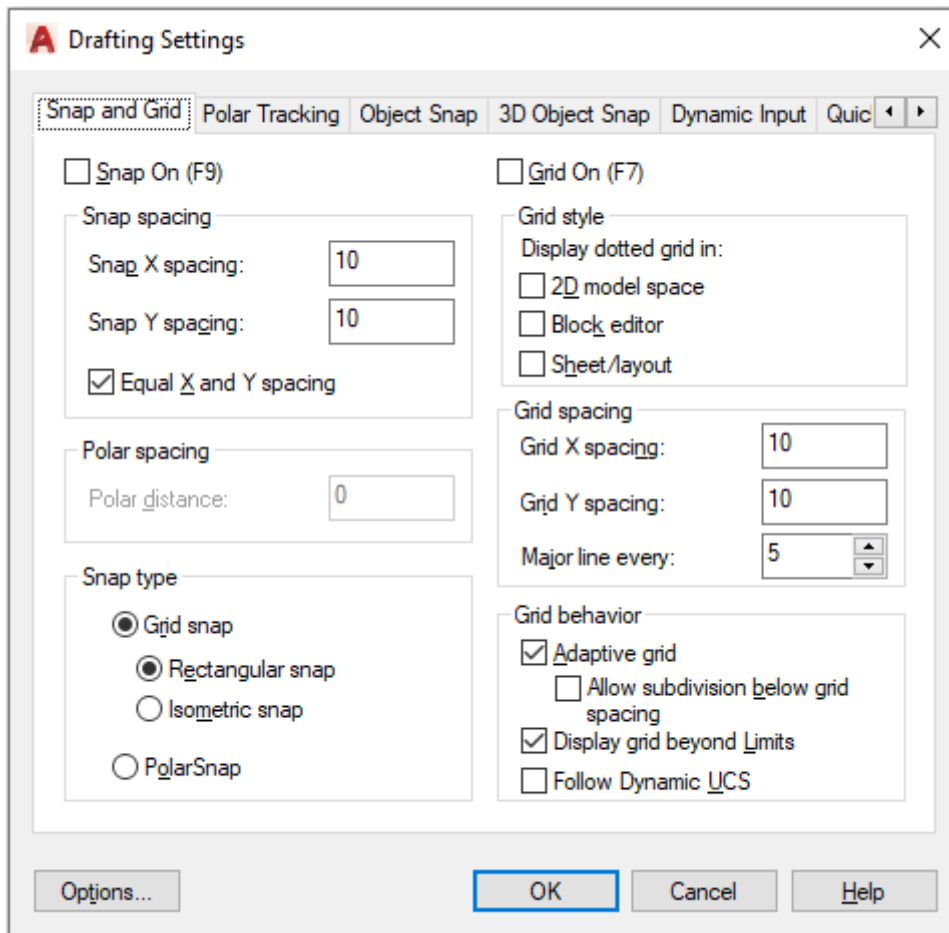 Drafting Settings
Snap and Grid Polar Tracking Object Snap 3D Object Snap Dynamic Input Quic
Snap On (F9)
Snap spacing
Snap X spacing: 10
Snap Y spacing: 10
Equal X and Y spacing
Polar spacing
Polar distance: 0
Snap type
Grid snap
Rectangular snap
Isometric snap
PolarSnap
Grid On (F7)
Grid style
Display dotted grid in:
2D model space
Block editor
Sheet/layout
Grid spacing
Grid X spacing: 10
Grid Y spacing: 10
Major line every: 5
Grid behavior
Adaptive grid
Allow subdivision below grid
spacing
Display grid beyond Limits
Follow Dynamic UCS
Options... OK Cancel Help